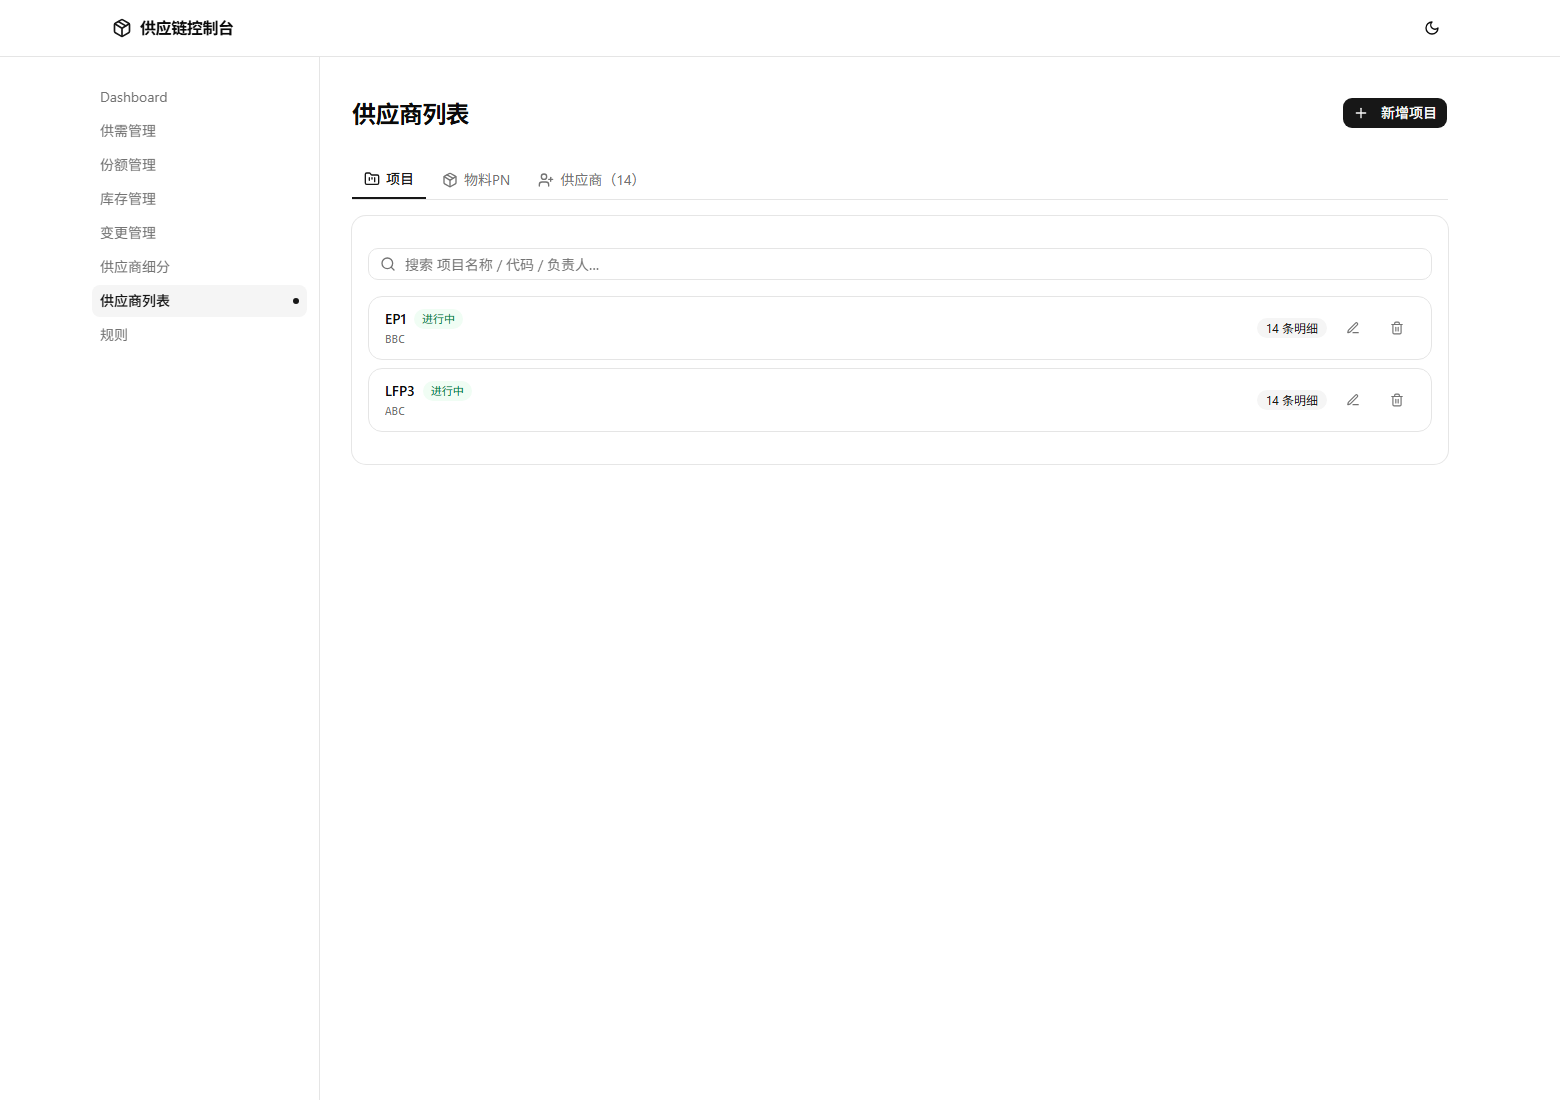 供应链控制台
Dashboard
供需管理
份额管理
库存管理
变更管理
供应商细分
供应商列表
规则
供应商列表
新增项目
项目
物料PN
供应商（14）
搜索 项目名称 / 代码 / 负责人...
EP1 进行中
BBC
14 条明细
LFP3 进行中
ABC
14 条明细